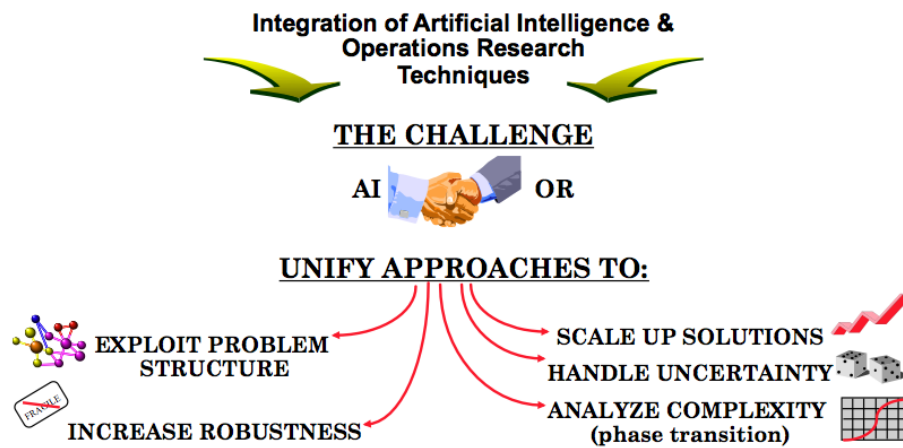 Integration of Artificial Intelligence &
Operations Research
Techniques
THE CHALLENGE
AI OR
UNIFY APPROACHES TO:
EXPLOIT PROBLEM
STRUCTURE
FRAGILE
INCREASE ROBUSTNESS
SCALE UP SOLUTIONS
HANDLE UNCERTAINTY
ANALYZE COMPLEXITY
(phase transition)